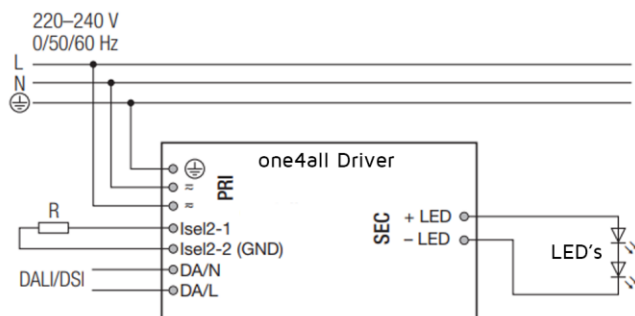 220–240 V
0/50/60 Hz
L
N
one4all Driver
PRI
≂
≂
R
Isel2-1
Isel2-2 (GND)
DALI/DSI
DA/N
DA/L
SEC
+ LED
– LED
LED's